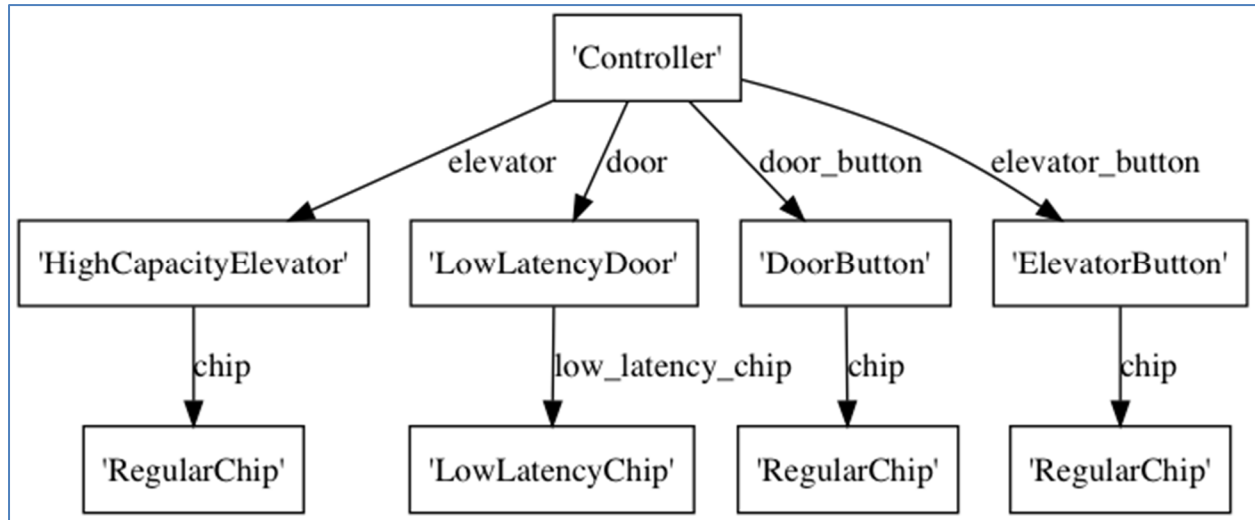 'Controller'
elevator
door
door_button
elevator_button
'HighCapacityElevator'
'LowLatencyDoor'
'DoorButton'
'ElevatorButton'
chip
low_latency_chip
chip
chip
'RegularChip'
'LowLatencyChip'
'RegularChip'
'RegularChip'